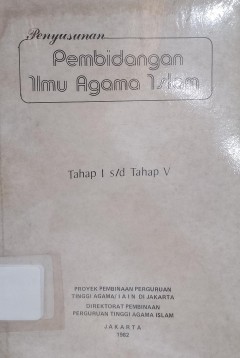 Penyusunan
Pembidangan
Ilmu Agama Islam
Tahap I s/d Tahap V
PROYEK PEMBINAAN PERGURUAN
TINGGI AGAMA/ I A I N DI JAKARTA
DIREKTORAT PEMBINAAN
PERGURUAN TINGGI AGAMA ISLAM
J A K A R T A
1982